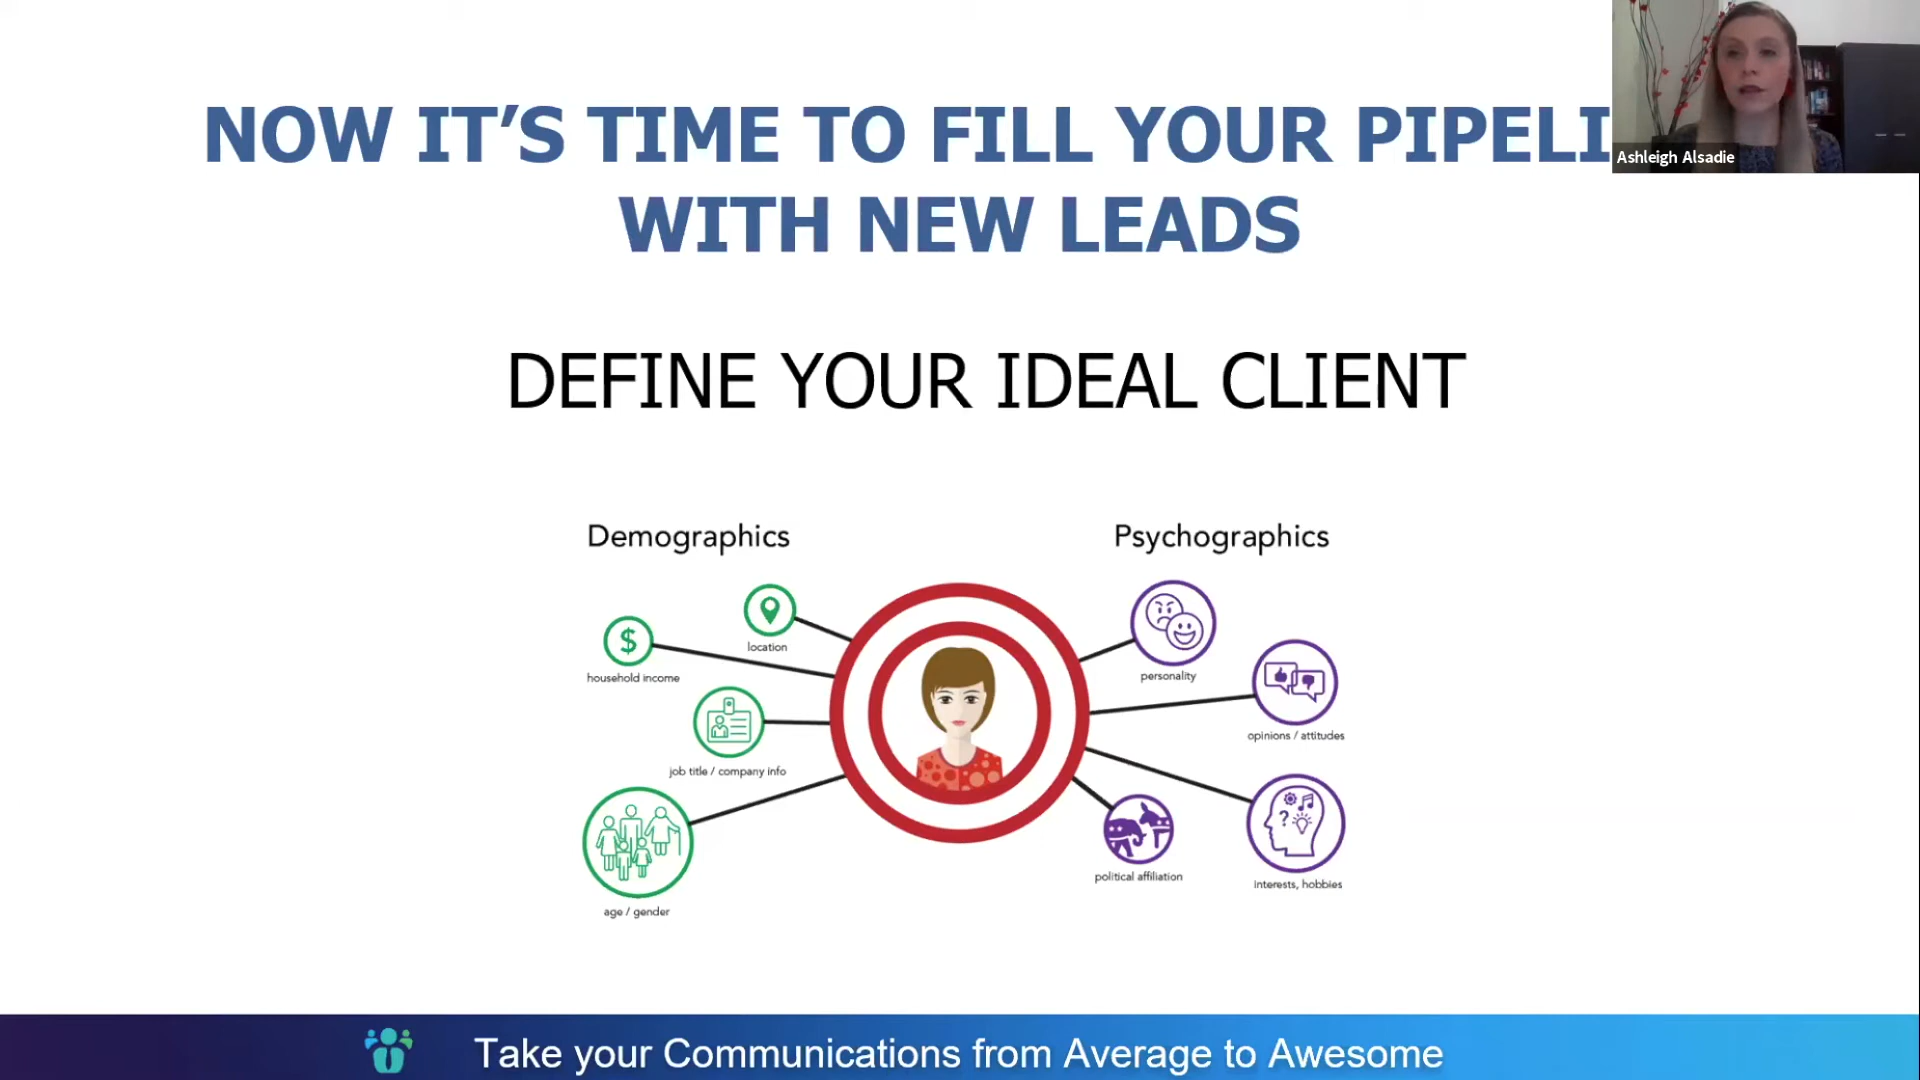 NOW IT’S TIME TO FILL YOUR PIPELI
WITH NEW LEADS
Ashleigh Alsadie
DEFINE YOUR IDEAL CLIENT
Demographics
Psychographics
location
household income
job title / company info
age / gender
personality
opinions / attitudes
political affiliation
interests, hobbies
Take your Communications from Average to Awesome